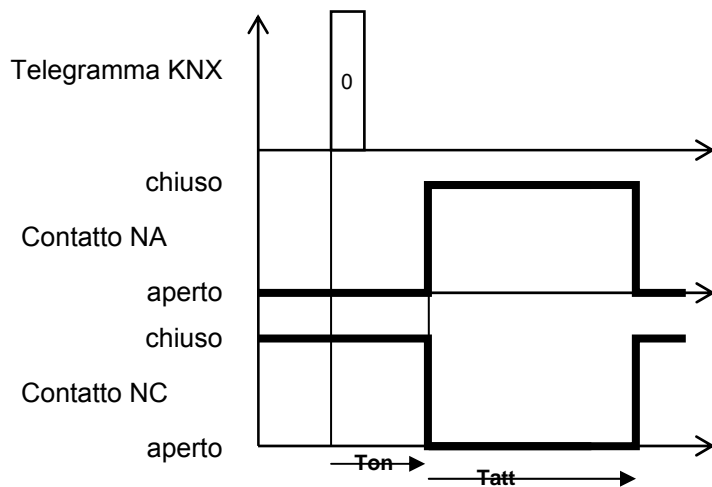 Telegramma KNX
0
chiuso
Contatto NA
aperto
chiuso
Contatto NC
aperto
Ton
Tatt